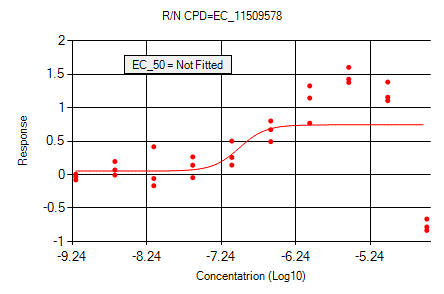 R/N CPD=EC_11509578
EC_50 = Not Fitted
2
1.5
1
0.5
0
-0.5
-1
-9.24 -8.24 -7.24 -6.24 -5.24
Response
Concentatrion (Log10)